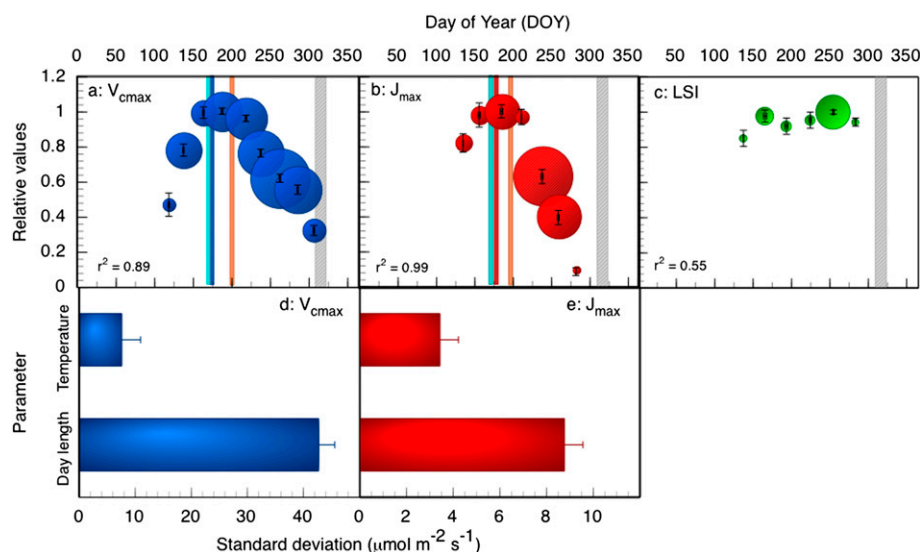 Day of Year (DOY)
0 50 100 150 200 250 300 350 50 100 150 200 250 300 350 50 100 150 200 250 300 350
1.2
1
0.8
0.6
0.4
0.2
0
Relative values
a: Vcmax
b: Jmax
c: LSI
r² = 0.89
r² = 0.99
r² = 0.55
d: Vcmax
e: Jmax
Parameter
Temperature
Day length
0 10 20 30 40 0 2 4 6 8 10
Standard deviation (μmol m⁻² s⁻¹)